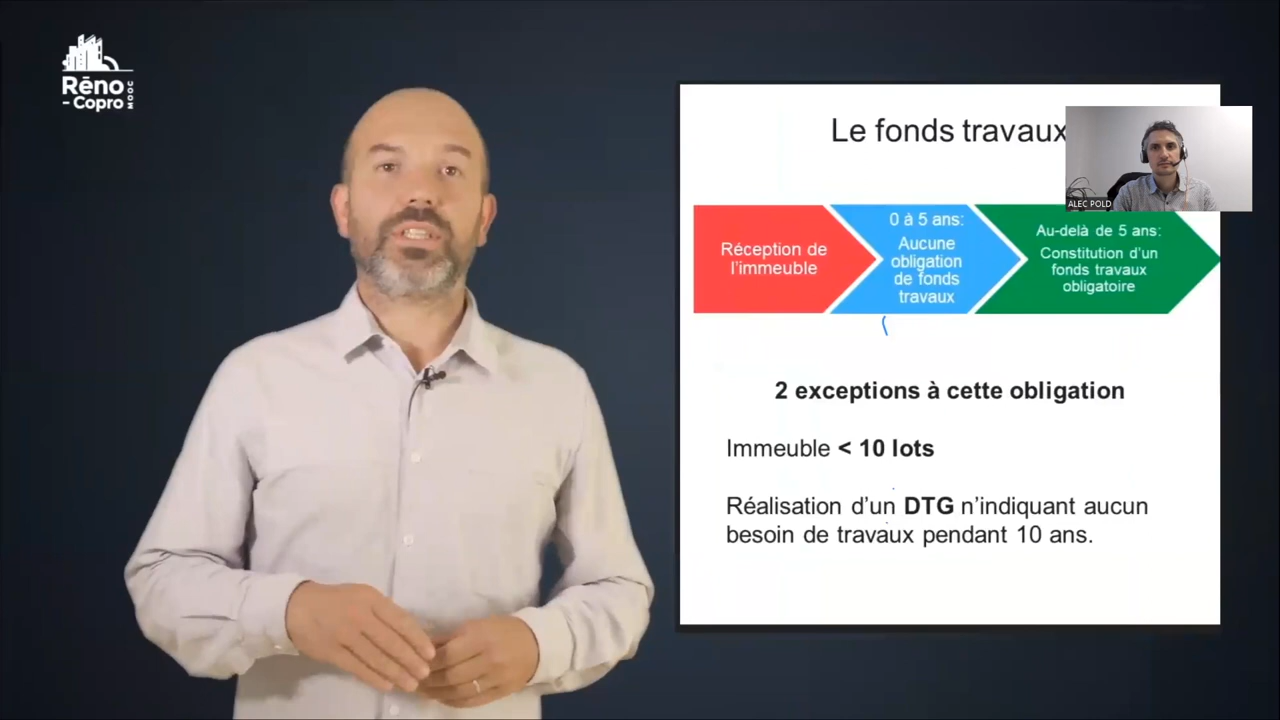 Rēno
- Copro
MOOC
Le fonds travaux
ALEC POLD
Réception de
l'immeuble
0 à 5 ans:
Aucune
obligation
de fonds
travaux
Au-delà de 5 ans:
Constitution d'un
fonds travaux
obligatoire
2 exceptions à cette obligation
Immeuble < 10 lots
Réalisation d'un DTG n'indiquant aucun
besoin de travaux pendant 10 ans.